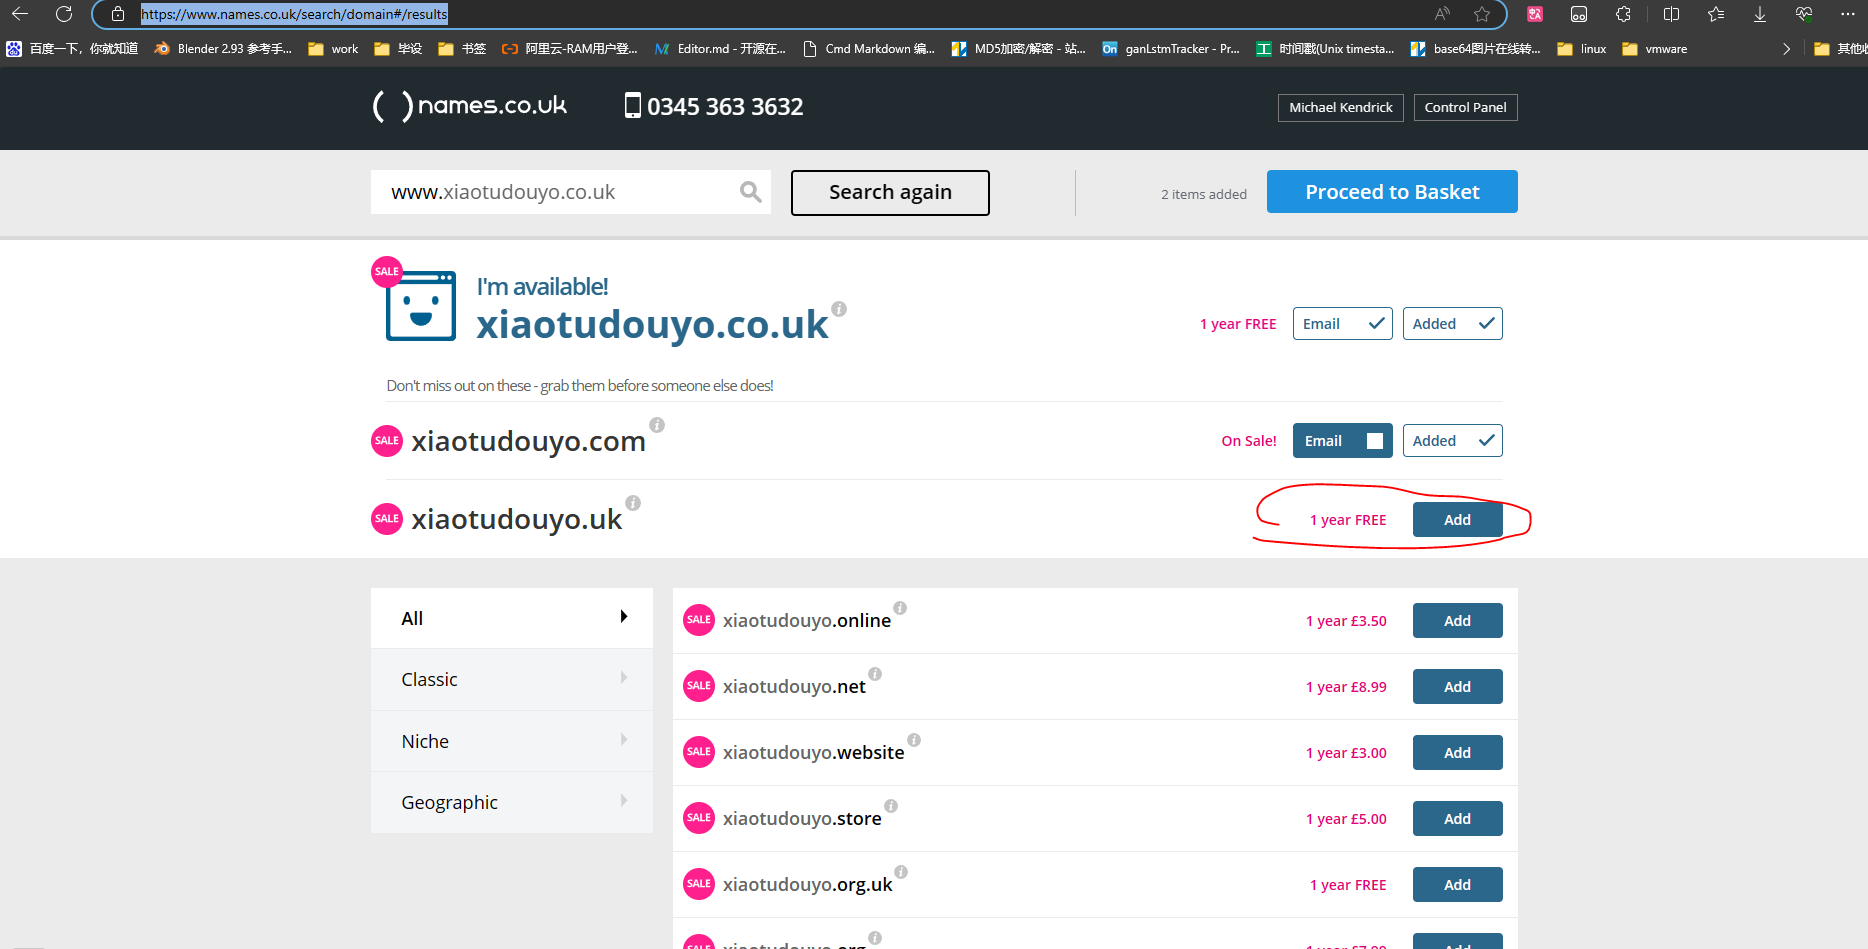 https://www.names.co.uk/search/domain#/results
百度一下，你就知道 Blender 2.93 参考手... work 毕设 书签 阿里云-RAM用户登... Editor.md - 开源在... Cmd Markdown 编... MD5加密/解密 - 站... On ganLstmTracker - Pr... 时间戳(Unix timesta... base64图片在线转... linux vmware
names.co.uk 0345 363 3632 Michael Kendrick Control Panel
www.xiaotudouyo.co.uk Search again 2 items added Proceed to Basket
SALE
I'm available!
xiaotudouyo.co.uk 1 year FREE Email Added
Don't miss out on these - grab them before someone else does!
SALE xiaotudouyo.com On Sale! Email Added
SALE xiaotudouyo.uk 1 year FREE Add
All
Classic
Niche
Geographic
SALE xiaotudouyo.online 1 year £3.50 Add
SALE xiaotudouyo.net 1 year £8.99 Add
SALE xiaotudouyo.website 1 year £3.00 Add
SALE xiaotudouyo.store 1 year £5.00 Add
SALE xiaotudouyo.org.uk 1 year FREE Add
SALE xiaotudouyo.org Add